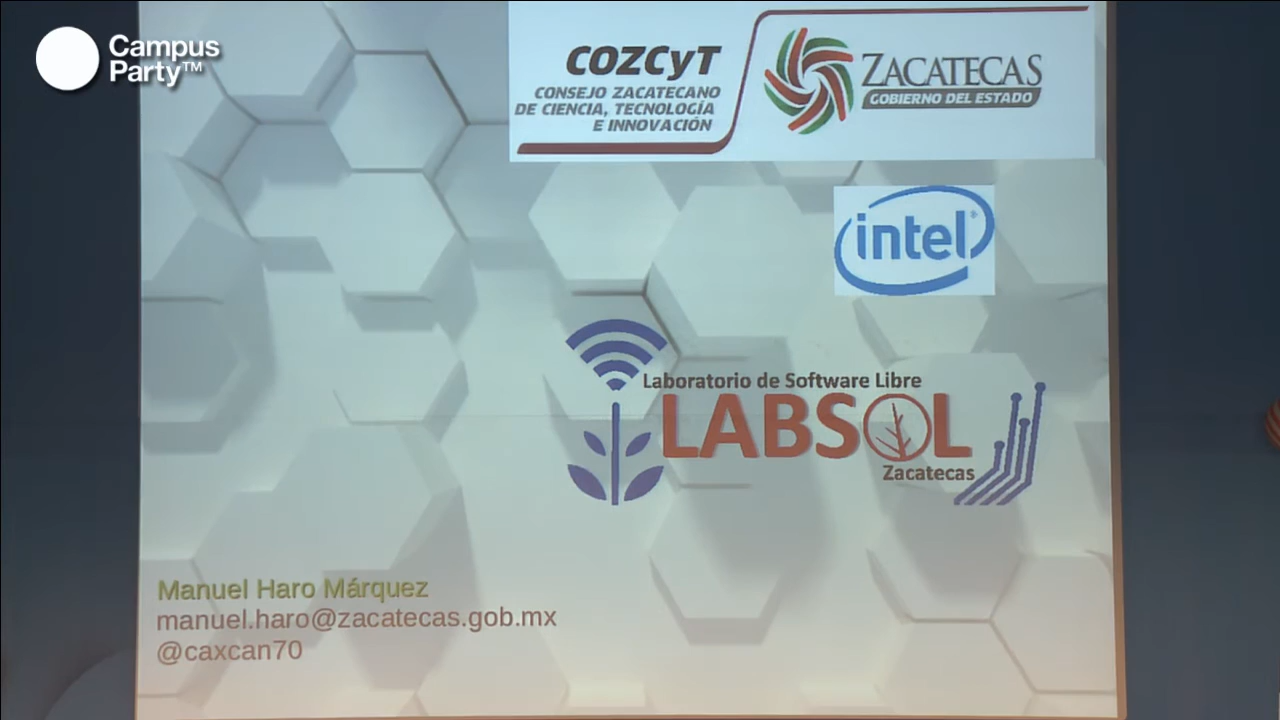 Campus
Party™
COZCyT
CONSEJO ZACATECANO
DE CIENCIA, TECNOLOGÍA
E INNOVACIÓN
ZACATECAS
GOBIERNO DEL ESTADO
intel®
Laboratorio de Software Libre
LABSOL
Zacatecas
Manuel Haro Márquez
manuel.haro@zacatecas.gob.mx
@caxcan70